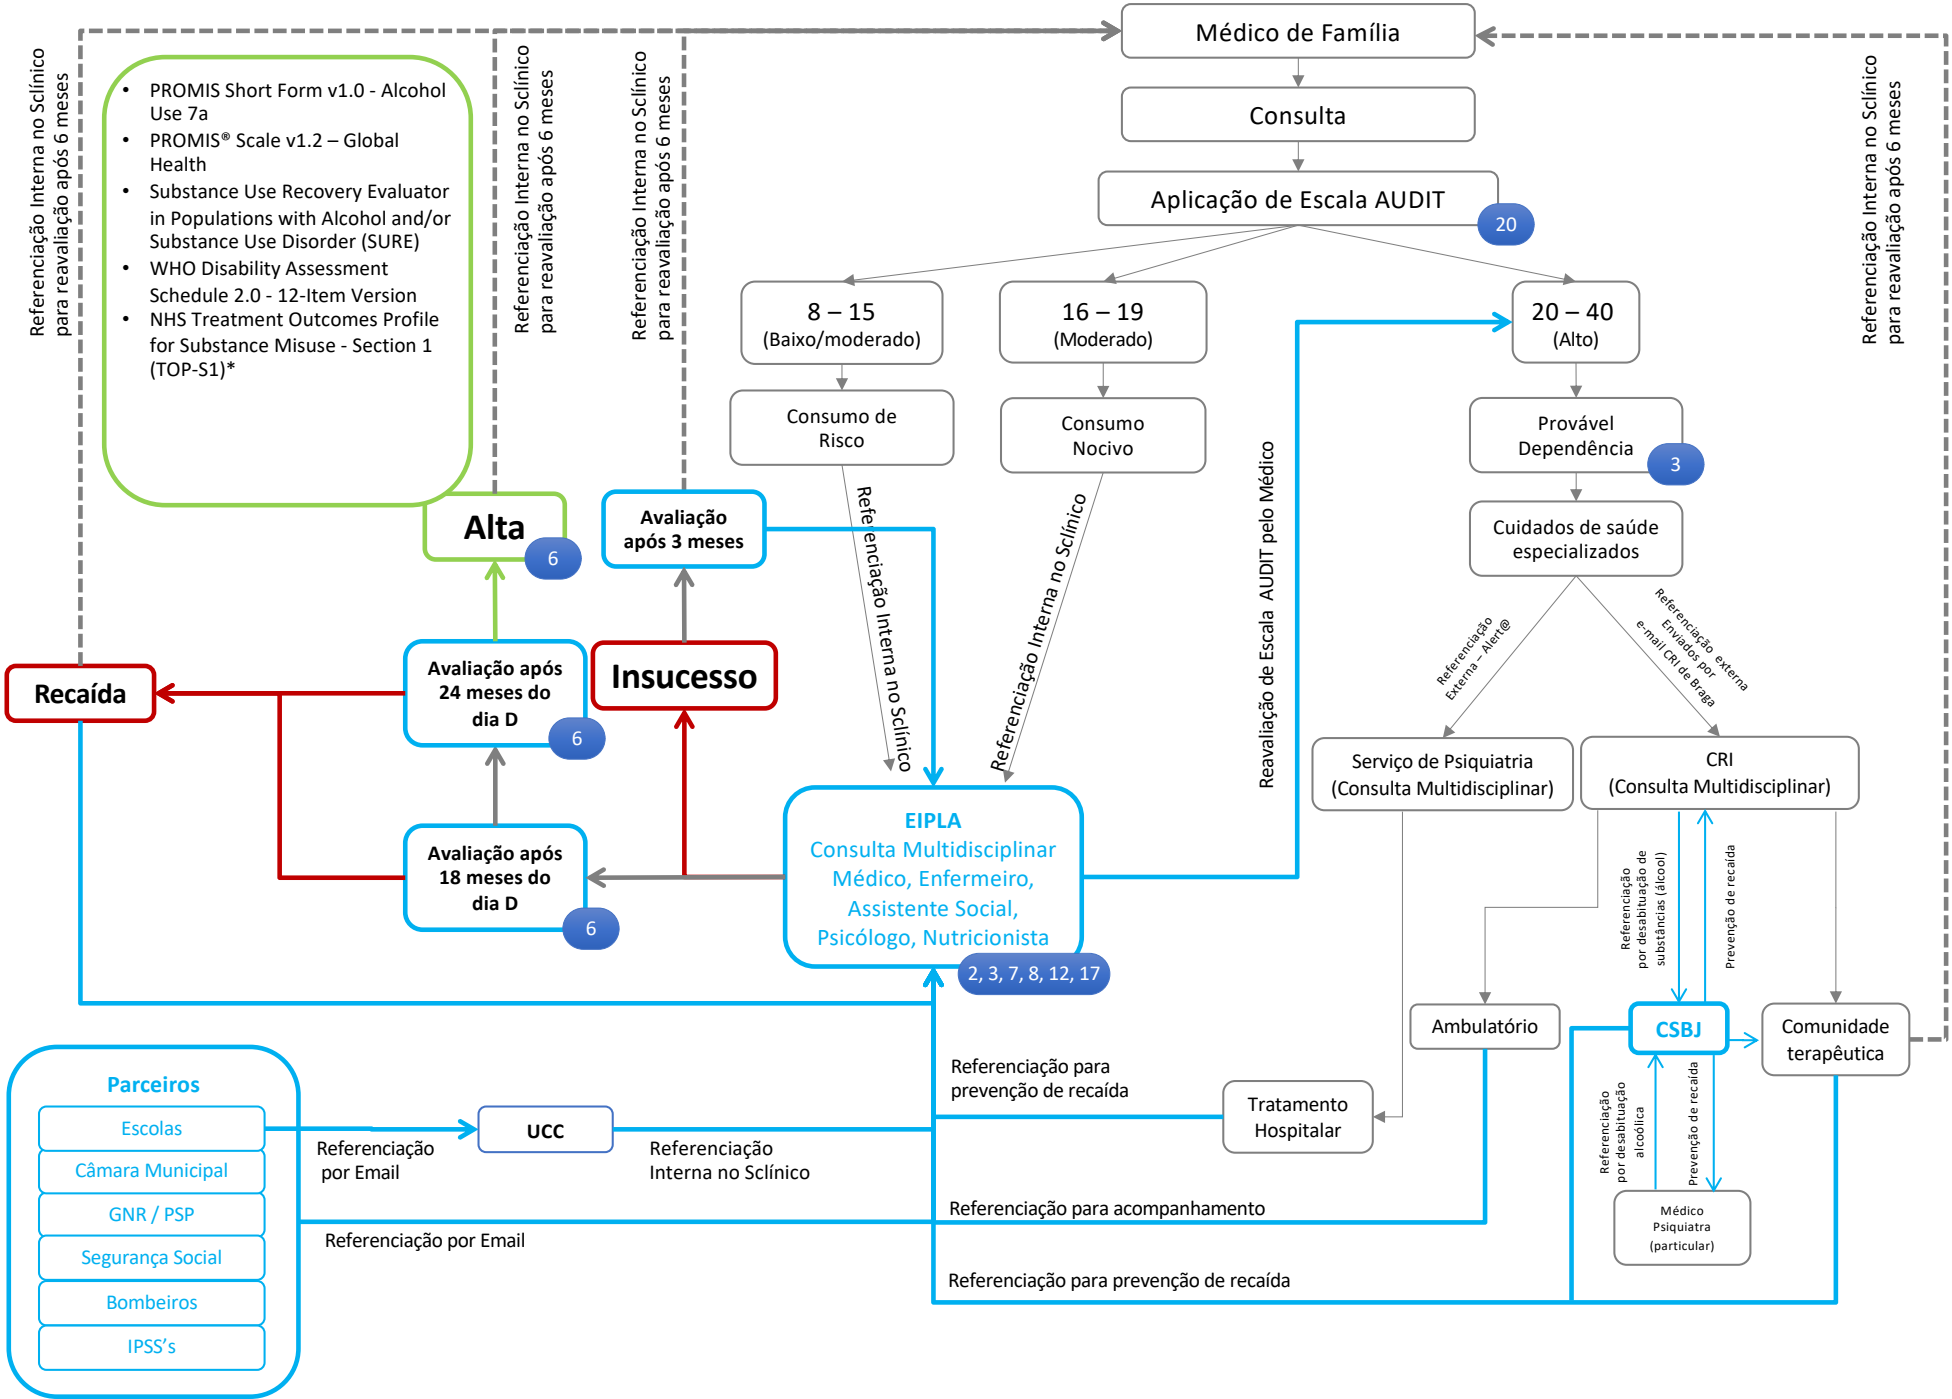 Médico de Família
Consulta
Aplicação de Escala AUDIT
20
Referenciação Interna no Sclínico
para reavaliação após 6 meses
• PROMIS Short Form v1.0 - Alcohol
Use 7a
• PROMIS® Scale v1.2 – Global
Health
• Substance Use Recovery Evaluator
in Populations with Alcohol and/or
Substance Use Disorder (SURE)
• WHO Disability Assessment
Schedule 2.0 - 12-Item Version
• NHS Treatment Outcomes Profile
for Substance Misuse - Section 1
(TOP-S1)*
Referenciação Interna no Sclínico
para reavaliação após 6 meses
Referenciação Interna no Sclínico
para reavaliação após 6 meses
Referenciação Interna no Sclínico
para reavaliação após 6 meses
8 – 15
(Baixo/moderado)
16 – 19
(Moderado)
20 – 40
(Alto)
Consumo de
Risco
Consumo
Nocivo
Provável
Dependência
3
Cuidados de saúde
especializados
Alta
6
Avaliação
após 3 meses
Referenciação Interna no Sclínico
Referenciação Interna no Sclínico
Reavaliação de Escala AUDIT pelo Médico
Referenciação
Externa – Alert@
Referenciação externa
Enviados por
e-mail CRI de Braga
Recaída
Avaliação após
24 meses do
dia D
6
Insucesso
Serviço de Psiquiatria
(Consulta Multidisciplinar)
CRI
(Consulta Multidisciplinar)
Avaliação após
18 meses do
dia D
6
EIPLA
Consulta Multidisciplinar
Médico, Enfermeiro,
Assistente Social,
Psicólogo, Nutricionista
2, 3, 7, 8, 12, 17
Referenciação
por desabituação de
substâncias (álcool)
Prevenção de recaída
Ambulatório
CSBJ
Comunidade
terapêutica
Referenciação para
prevenção de recaída
Tratamento
Hospitalar
Referenciação
por desabituação
alcoólica
Prevenção de recaída
Médico
Psiquiatra
(particular)
Parceiros
Escolas
Câmara Municipal
GNR / PSP
Segurança Social
Bombeiros
IPSS's
Referenciação
por Email
UCC
Referenciação
Interna no Sclínico
Referenciação por Email
Referenciação para acompanhamento
Referenciação para prevenção de recaída